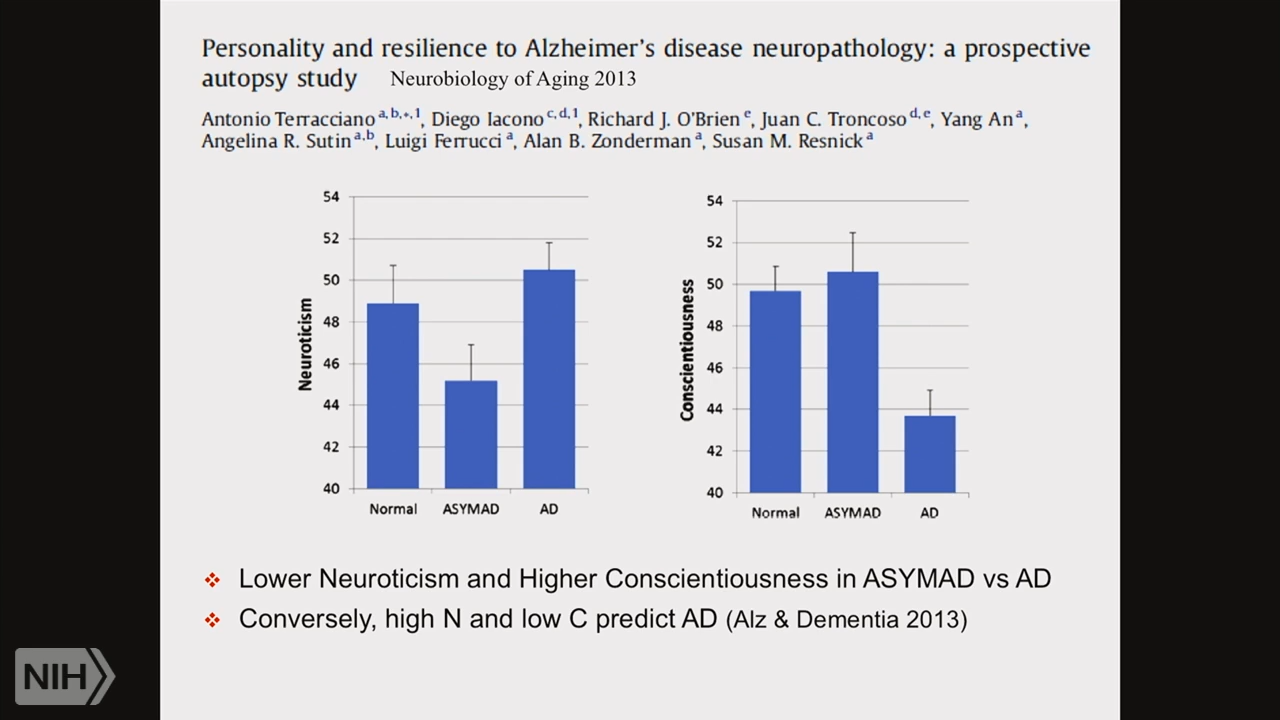 Personality and resilience to Alzheimer's disease neuropathology: a prospective
autopsy study Neurobiology of Aging 2013
Antonio Terracciano a,b,*,1, Diego Iacono c,d,1, Richard J. O'Brien e, Juan C. Troncoso d,e, Yang An a,
Angelina R. Sutin a,b, Luigi Ferrucci a, Alan B. Zonderman a, Susan M. Resnick a
54
52
50
48
46
44
42
40
Neuroticism
Normal ASYMAD AD
54
52
50
48
46
44
42
40
Conscientiousness
Normal ASYMAD AD
❖ Lower Neuroticism and Higher Conscientiousness in ASYMAD vs AD
❖ Conversely, high N and low C predict AD (Alz & Dementia 2013)
NIH